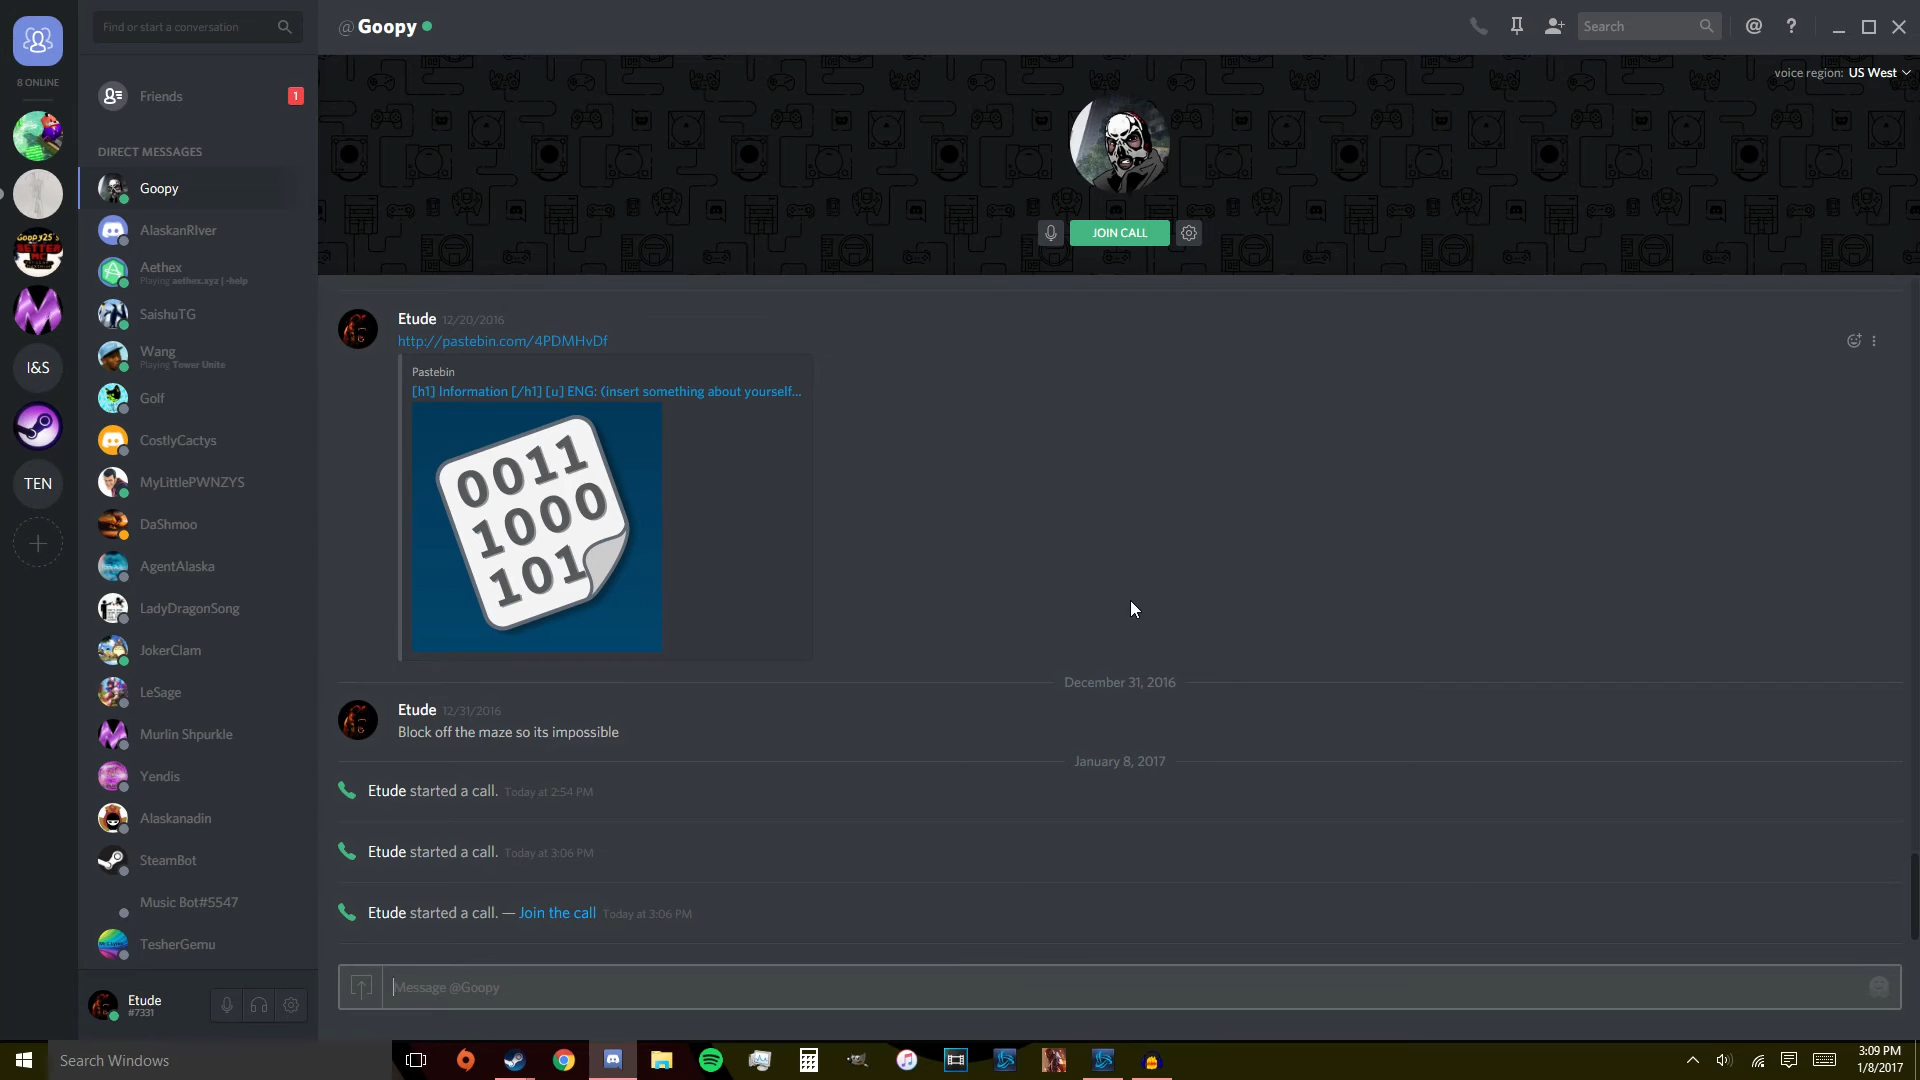 Find or start a conversation
@Goopy
Search
voice region: US West
8 ONLINE
Friends
1
DIRECT MESSAGES
Goopy
AlaskanRIver
Aethex
Playing aethex.xyz | -help
SaishuTG
Wang
Playing Tower Unite
I&S
Golf
CostlyCactys
TEN
MyLittlePWNZYS
DaShmoo
AgentAlaska
LadyDragonSong
JokerClam
LeSage
Murlin Shpurkle
Yendis
Alaskanadin
SteamBot
Music Bot#5547
TesherGemu
Etude
#7331
JOIN CALL
Etude 12/20/2016
http://pastebin.com/4PDMHvDf
Pastebin
[h1] Information [/h1] [u] ENG: (insert something about yourself...
0011
1000
101
December 31, 2016
Etude 12/31/2016
Block off the maze so its impossible
January 8, 2017
Etude started a call. Today at 2:54 PM
Etude started a call. Today at 3:06 PM
Etude started a call. — Join the call Today at 3:06 PM
Message @Goopy
Search Windows
3:09 PM
1/8/2017